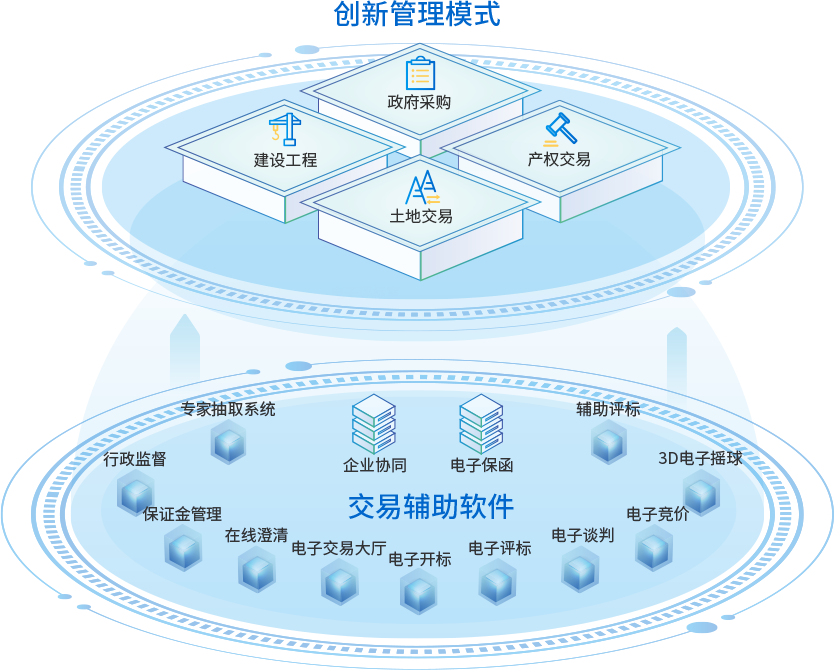 创新管理模式
政府采购
建设工程
产权交易
土地交易
专家抽取系统
辅助评标
行政监督
企业协同
电子保函
3D电子摇球
保证金管理
交易辅助软件
电子竞价
在线澄清
电子交易大厅
电子开标
电子评标
电子谈判